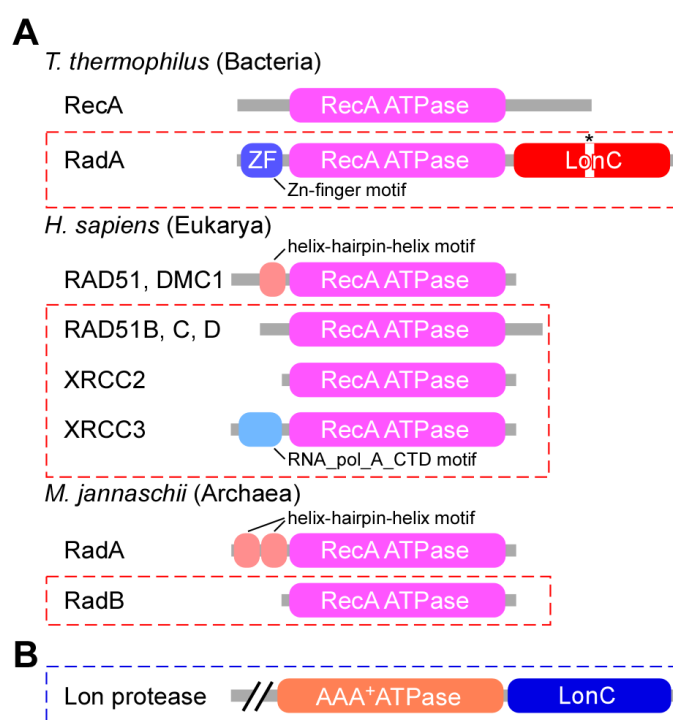 A
T. thermophilus (Bacteria)
RecA RecA ATPase
*
RadA ZF RecA ATPase LonC
Zn-finger motif
H. sapiens (Eukarya)
helix-hairpin-helix motif
RAD51, DMC1 RecA ATPase
RAD51B, C, D RecA ATPase
XRCC2 RecA ATPase
XRCC3 RecA ATPase
RNA_pol_A_CTD motif
M. jannaschii (Archaea)
helix-hairpin-helix motif
RadA RecA ATPase
RadB RecA ATPase
B
Lon protease AAA⁺ATPase LonC